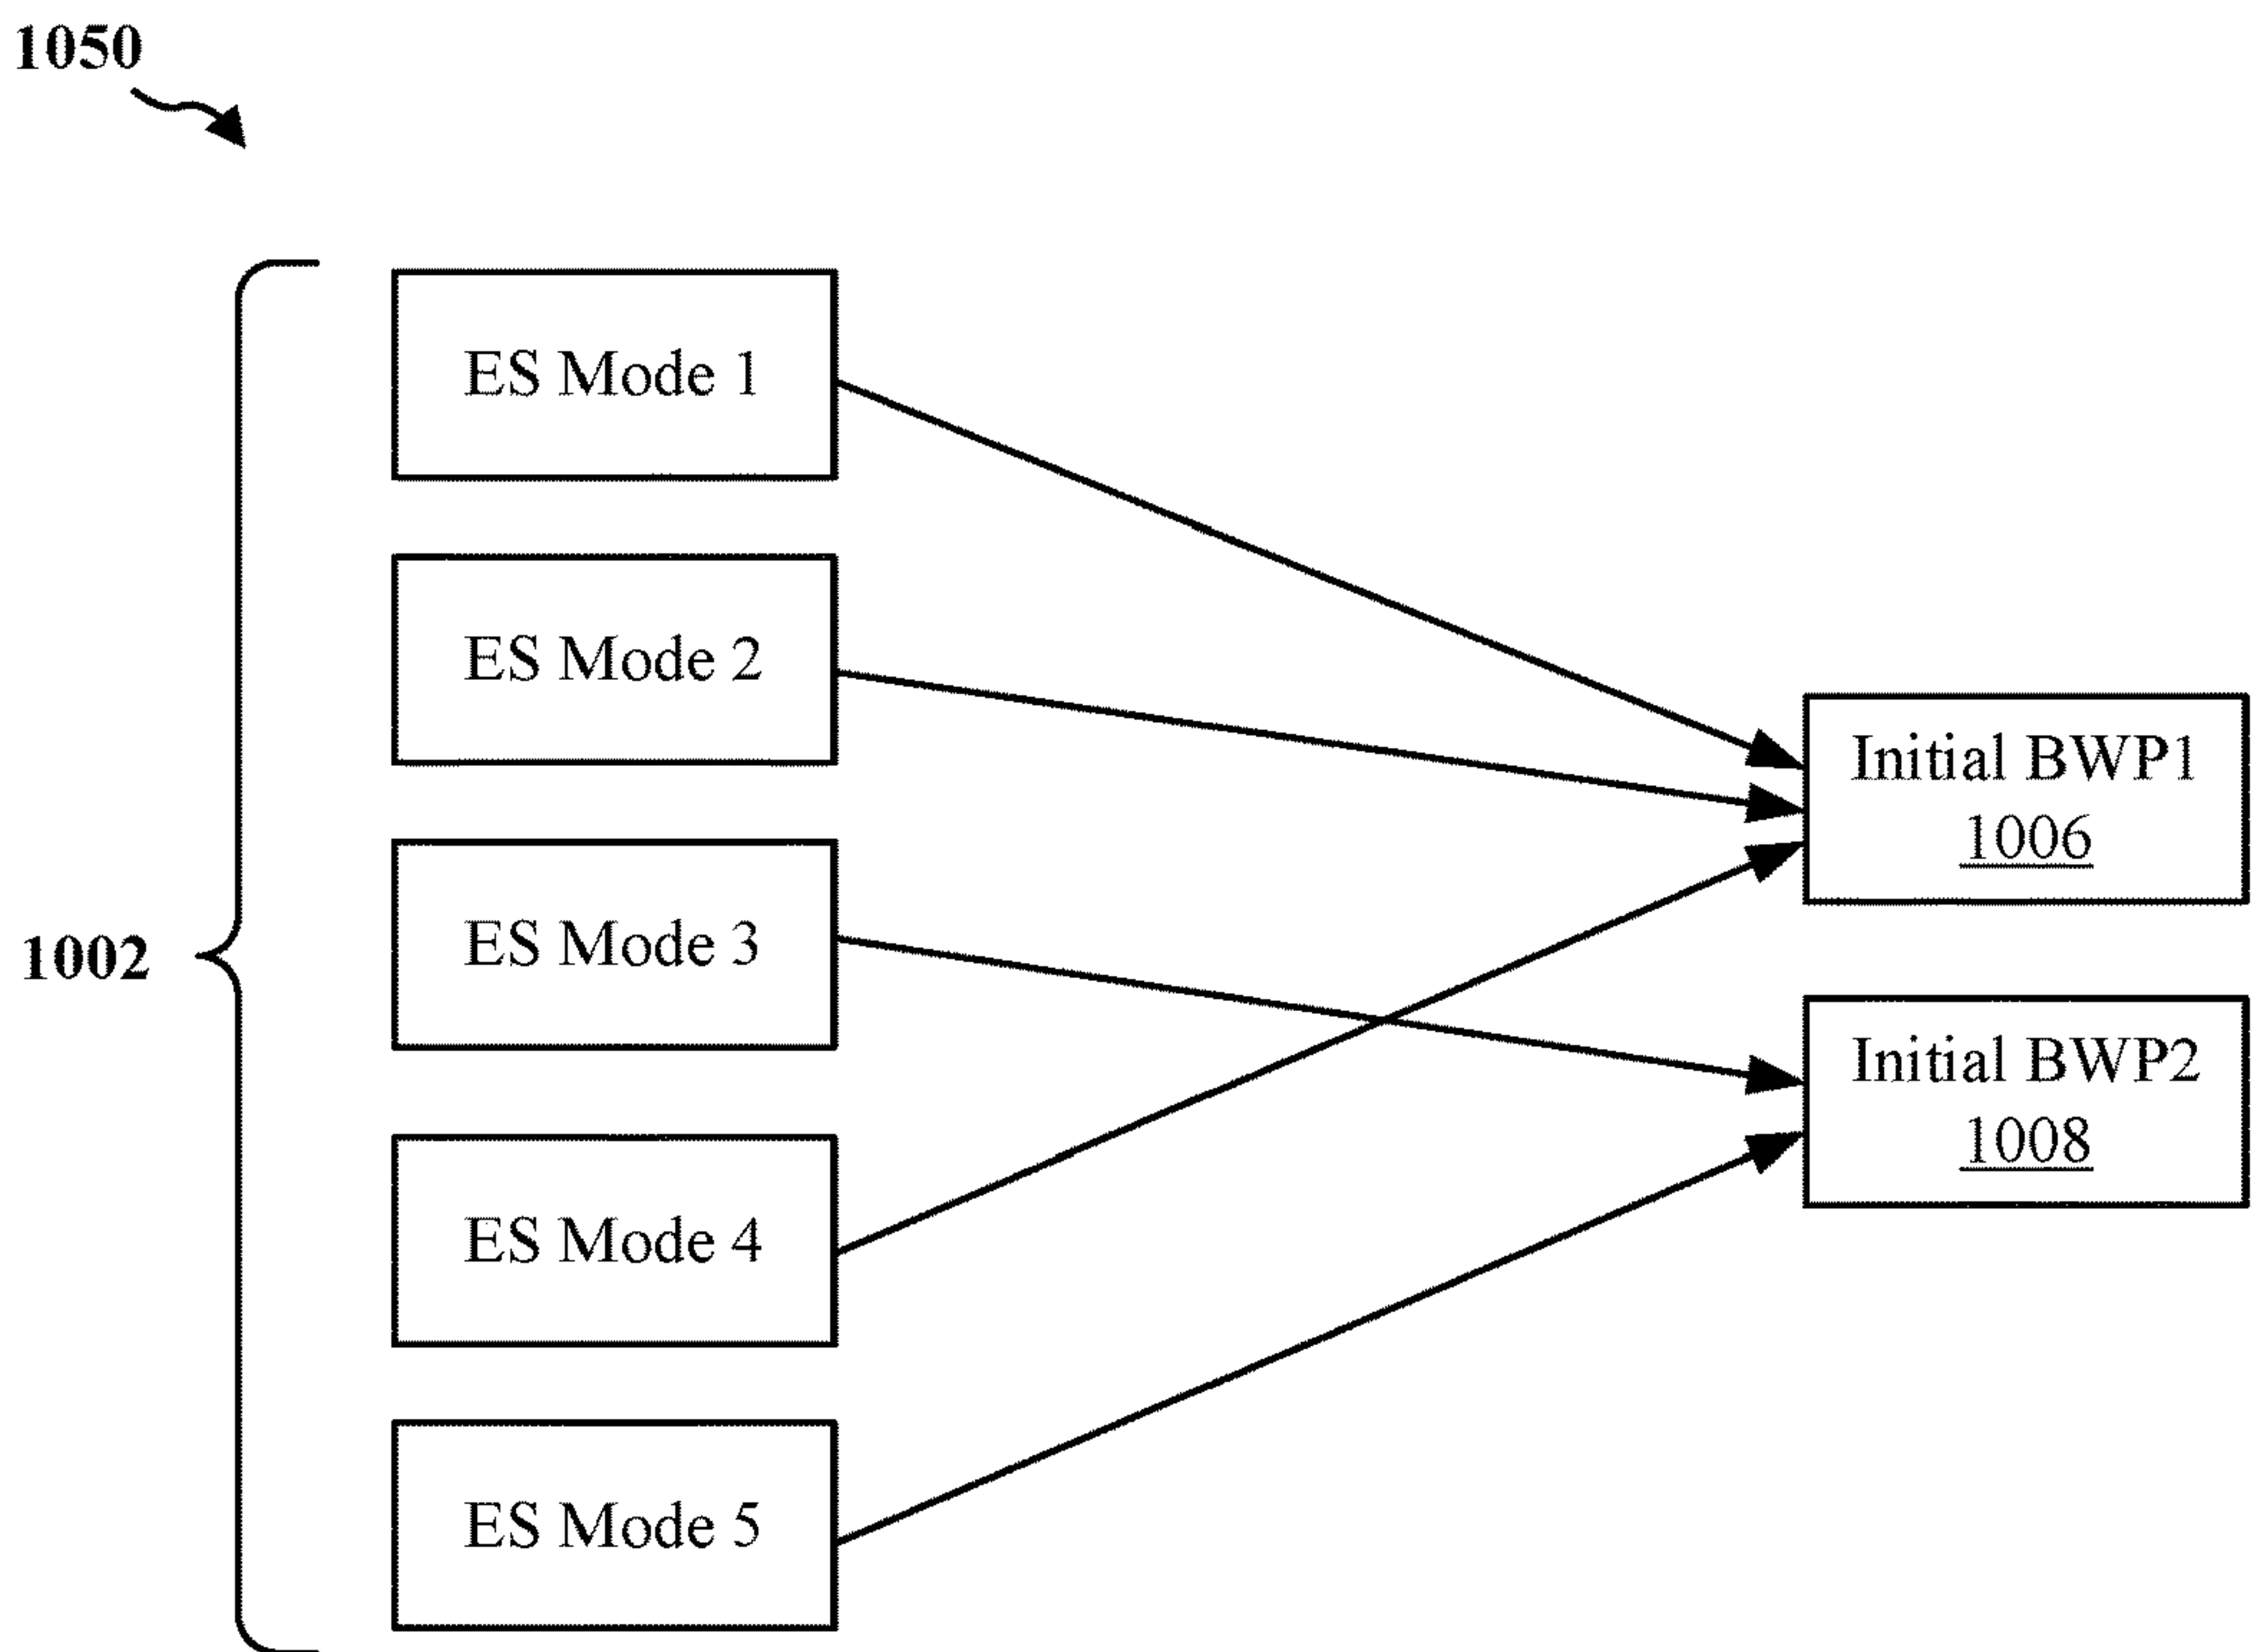 1050
ES Mode 1
ES Mode 2
ES Mode 3
ES Mode 4
ES Mode 5
1002
Initial BWP1
1006
Initial BWP2
1008